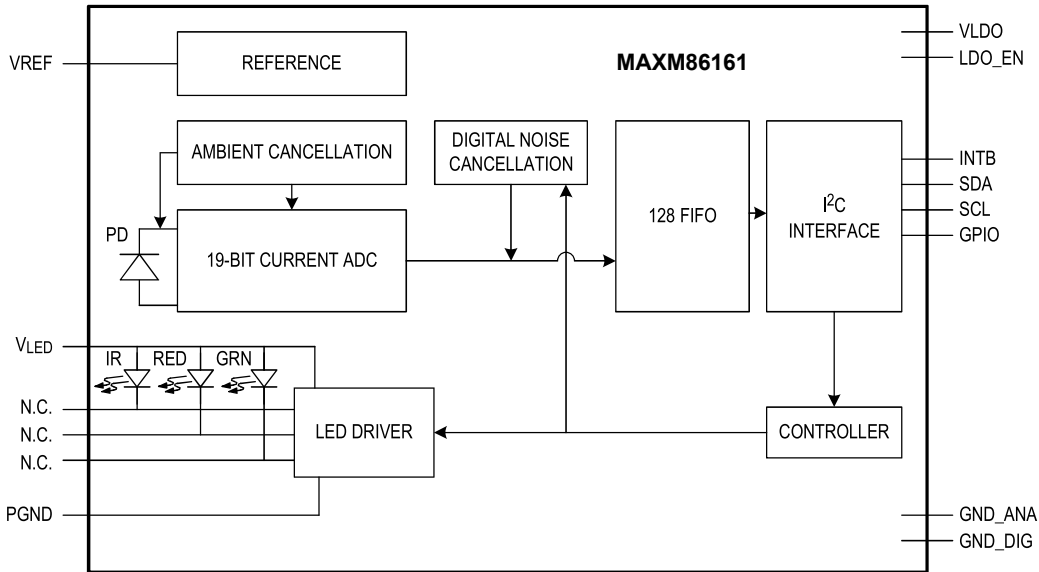 MAXM86161
VREF
REFERENCE
VLDO
LDO_EN
AMBIENT CANCELLATION
DIGITAL NOISE
CANCELLATION
PD
19-BIT CURRENT ADC
128 FIFO
I2C
INTERFACE
INTB
SDA
SCL
GPIO
VLED
IR
RED
GRN
N.C.
N.C.
N.C.
LED DRIVER
CONTROLLER
PGND
GND_ANA
GND_DIG